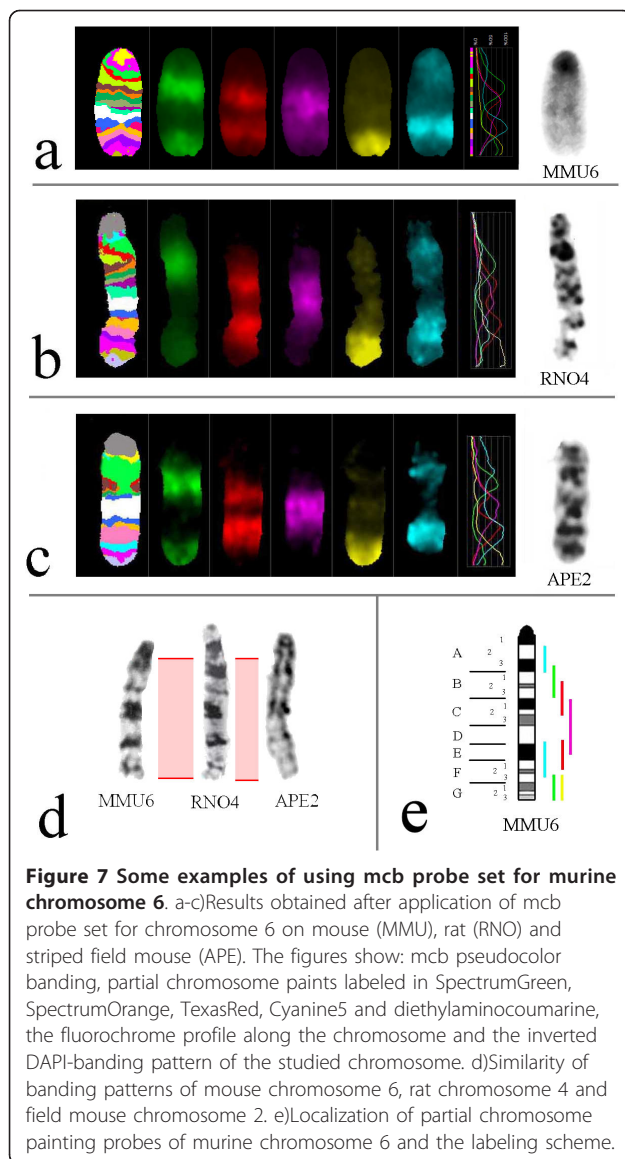 0% 50% 100%
a
MMU6
b
RNO4
c
APE2
MMU6
RNO4
APE2
d
A 1 2 3
B 1 2 3
C 1 2 3
D
E 1
F 2 3
G 1 2 3
MMU6
e
Figure 7 Some examples of using mcb probe set for murine
chromosome 6. a-c)Results obtained after application of mcb
probe set for chromosome 6 on mouse (MMU), rat (RNO) and
striped field mouse (APE). The figures show: mcb pseudocolor
banding, partial chromosome paints labeled in SpectrumGreen,
SpectrumOrange, TexasRed, Cyanine5 and diethylaminocoumarine,
the fluorochrome profile along the chromosome and the inverted
DAPI-banding pattern of the studied chromosome. d)Similarity of
banding patterns of mouse chromosome 6, rat chromosome 4 and
field mouse chromosome 2. e)Localization of partial chromosome
painting probes of murine chromosome 6 and the labeling scheme.